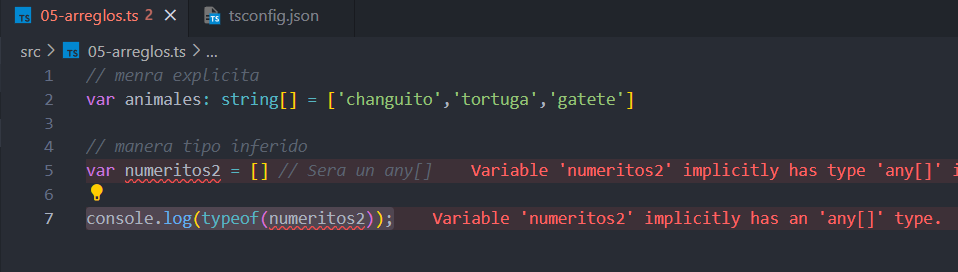 TS 05-arreglos.ts 2 × TS tsconfig.json
src > TS 05-arreglos.ts > ...
1 // menra explicita
2 var animales: string[] = ['changuito','tortuga','gatete']
3
4 // manera tipo inferido
5 var numeritos2 = [] // Sera un any[] Variable 'numeritos2' implicitly has type 'any[]' i
6
7 console.log(typeof(numeritos2)); Variable 'numeritos2' implicitly has an 'any[]' type.